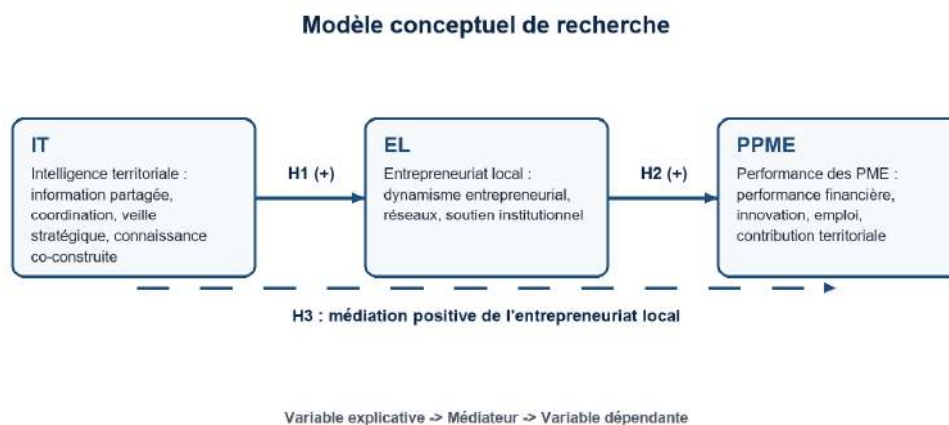 Modèle conceptuel de recherche
IT
Intelligence territoriale :
information partagée,
coordination, veille
stratégique, connaissance
co-construite
H1 (+)
EL
Entrepreneuriat local :
dynamisme entrepreneurial,
réseaux, soutien institutionnel
H2 (+)
PPME
Performance des PME :
performance financière,
innovation, emploi,
contribution territoriale
H3 : médiation positive de l'entrepreneuriat local
Variable explicative -> Médiateur -> Variable dépendante